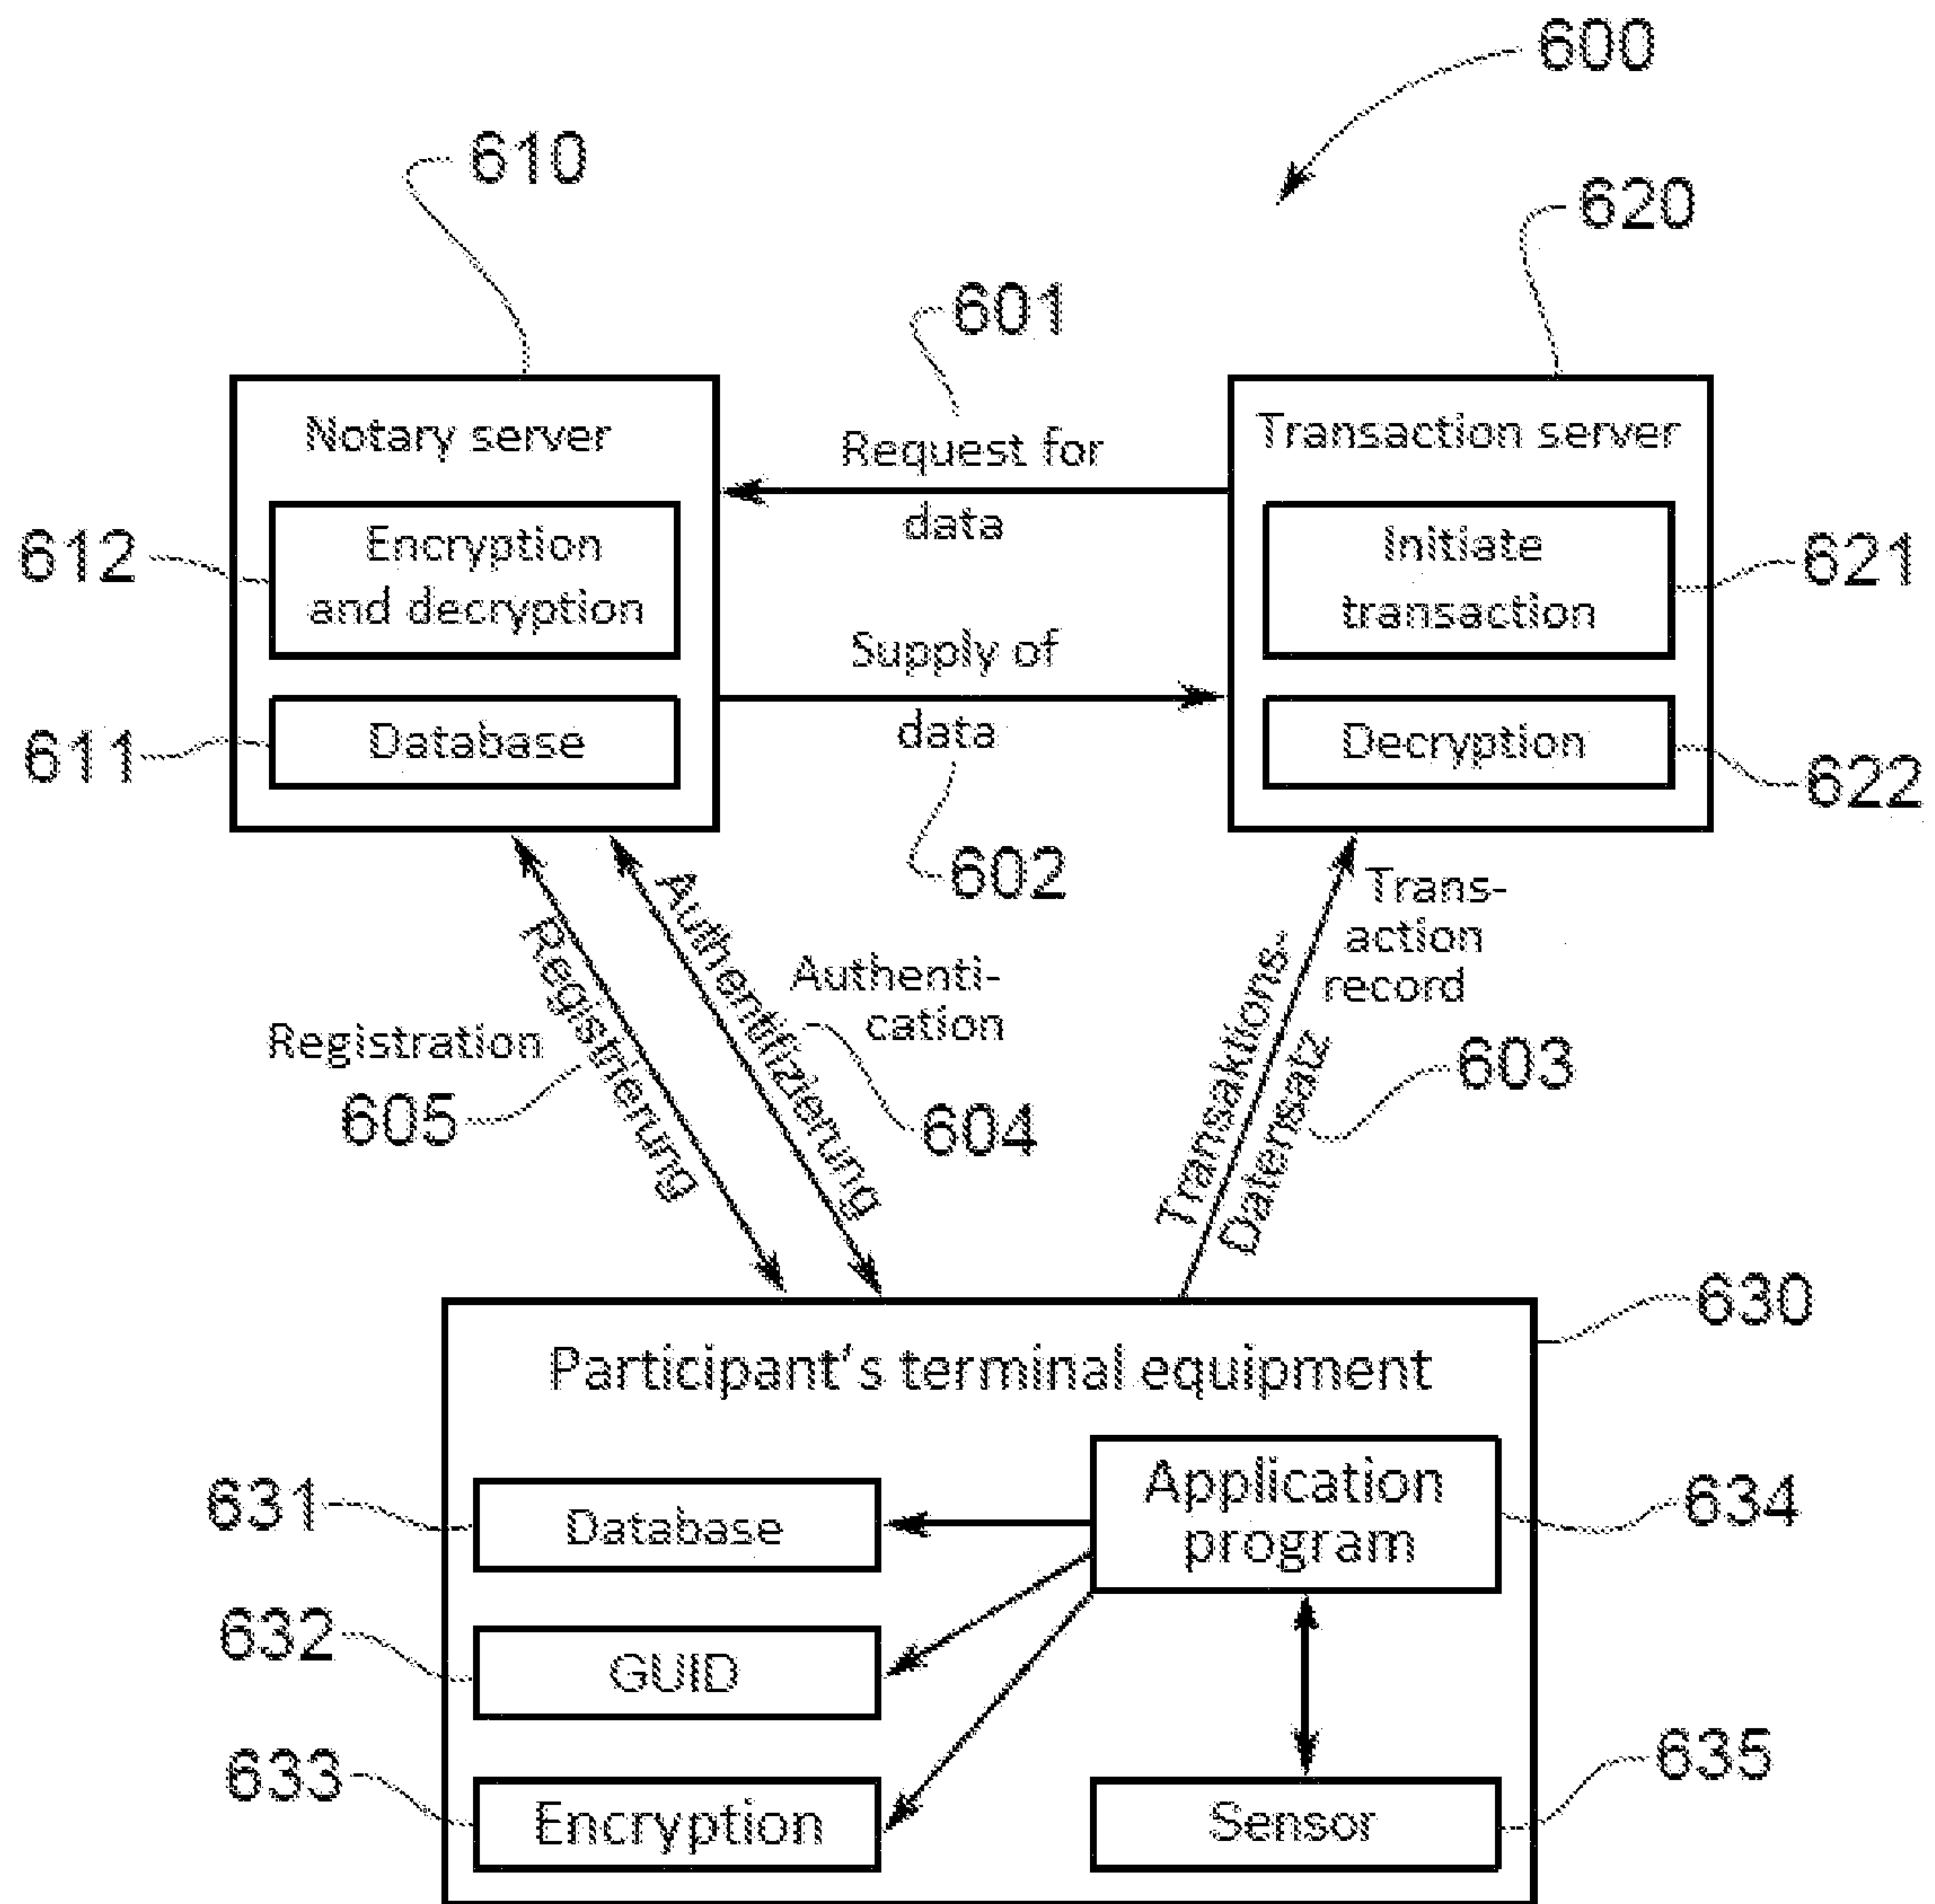 600
610
620
601
Notary server
Request for
data
Transaction server
612
Encryption
and decryption
Initiate
transaction
621
Supply of
data
611
Database
Decryption
622
602
Registrierung
Authentifizierung
Registration
605
Authenti-
cation
604
Transaktions-
Datensatz
Trans-
action
record
603
630
Participant's terminal equipment
631
Database
Application
program
634
632
GUID
633
Encryption
Sensor
635